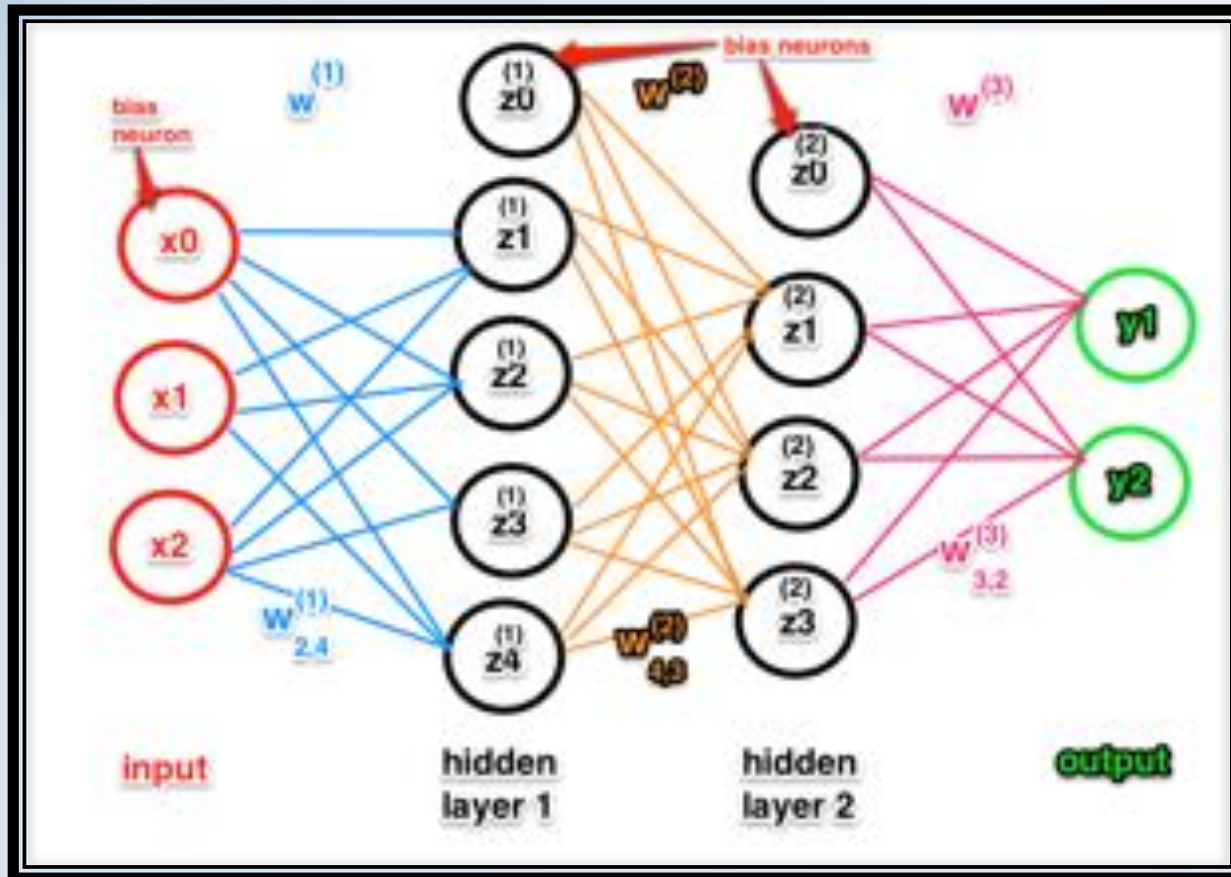 bias neurons
w(1)
w(2)
w(3)
bias
neuron
(1)
z0
(2)
z0
x0
(1)
z1
(2)
z1
y1
x1
(1)
z2
(2)
z2
y2
x2
(1)
z3
w(3)
3,2
(2)
z3
w(1)
2,4
(1)
z4
w(2)
4,3
input
hidden
layer 1
hidden
layer 2
output